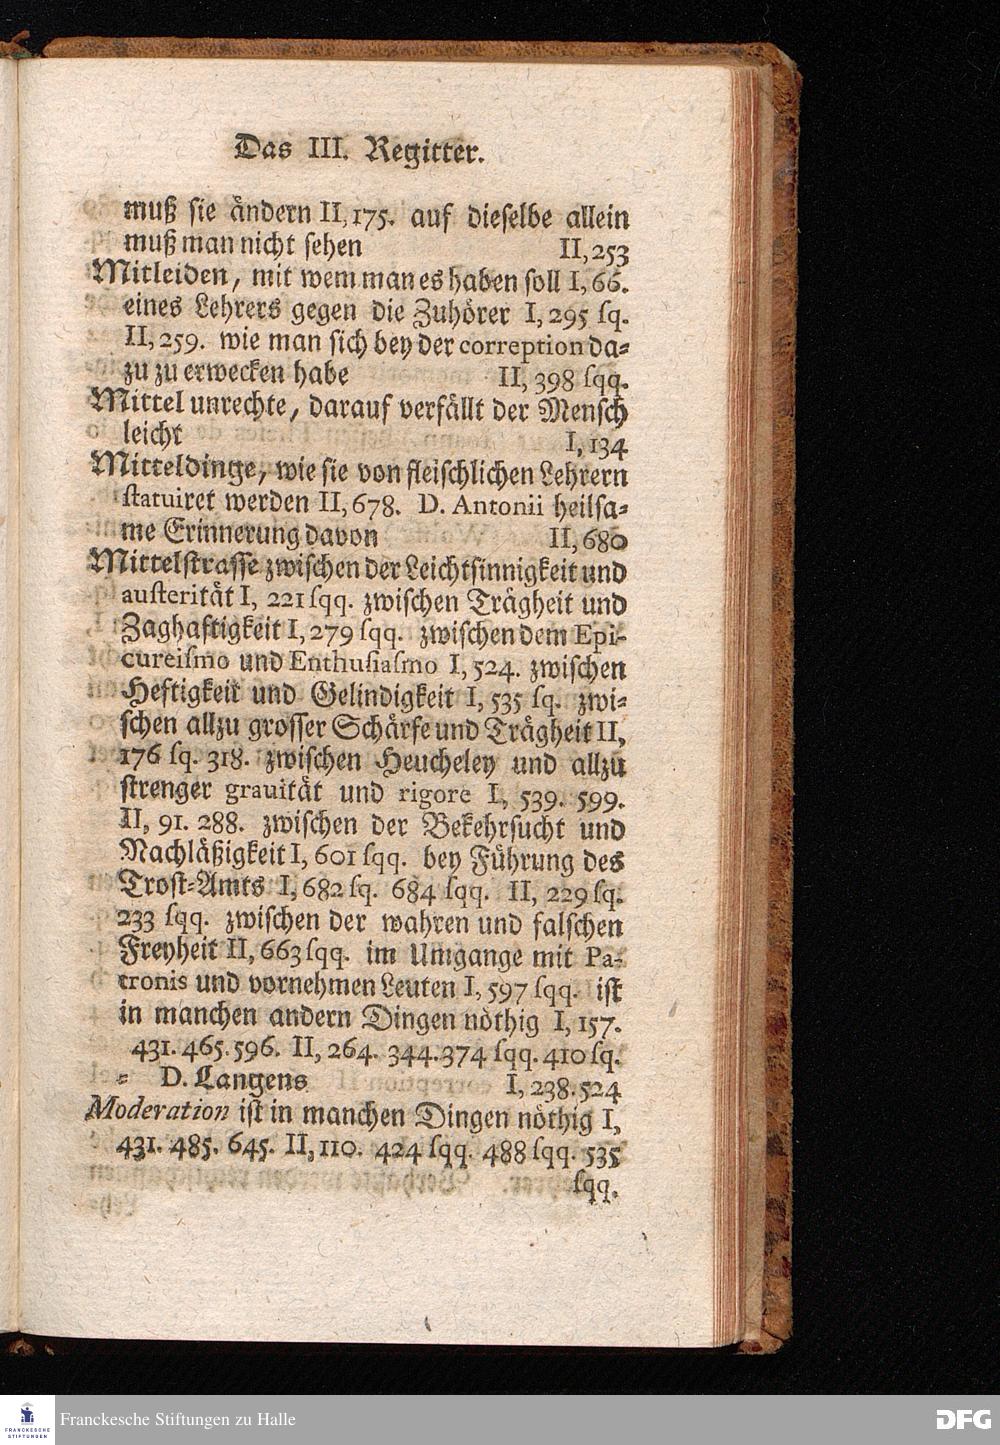 Das III. Regitter.
muß sie ändern II, 175. auf dieselbe allein
muß man nicht sehen II, 253
Mitleiden, mit wem man es haben soll I, 66.
eines Lehrers gegen die Zuhörer I, 295 sq.
II, 259. wie man sich bey der correption da-
zu zu erwecken habe II, 398 sqq.
Mittel unrechte, darauf verfällt der Mensch
leicht I, 134
Mitteldinge, wie sie von fleischlichen Lehrern
statuiret werden II, 678. D. Antonii heilsa-
me Erinnerung davon II, 680
Mittelstrasse zwischen der Leichtsinnigkeit und
austerität I, 221 sqq. zwischen Trägheit und
Zaghaftigkeit I, 279 sqq. zwischen dem Epi-
cureismo und Enthusiasmo I, 524. zwischen
Heftigkeit und Gelindigkeit I, 535 sq. zwi-
schen allzu grosser Schärfe und Trägheit II,
176 sq. 318. zwischen Heucheley und allzu
strenger grauität und rigore I, 539. 599.
II, 91. 288. zwischen der Bekehrsucht und
Nachläßigkeit I, 601 sqq. bey Führung des
Trost-Amts I, 682 sq. 684 sqq. II, 229 sq.
233 sqq. zwischen der wahren und falschen
Freyheit II, 663 sqq. im Umgange mit Pa-
tronis und vornehmen Leuten I, 597 sqq. ist
in manchen andern Dingen nöthig I, 157.
431. 465. 596. II, 264. 344. 374 sqq. 410 sq.
- D. Langens I, 238. 524
Moderation ist in manchen Dingen nöthig I,
431. 485. 645. II, 110. 424 sqq. 488 sqq. 535
sqq.
FRANCKESCHE
STIFTUNGEN
Franckesche Stiftungen zu Halle
DFG